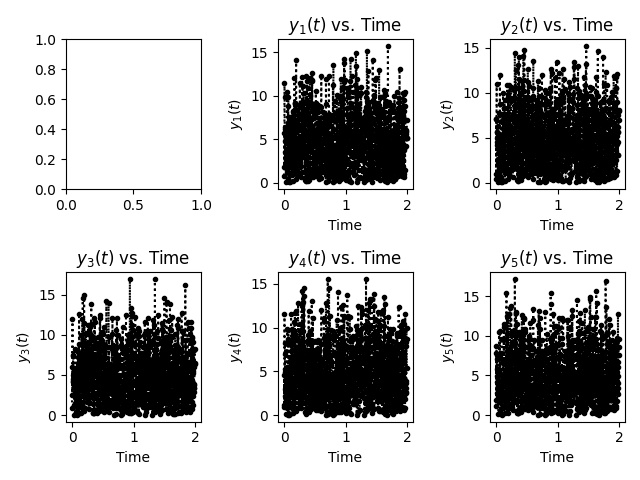 1.0
0.8
0.6
0.4
0.2
0.0
0.0 0.5 1.0
y₁(t) vs. Time
y₁(t)
15
10
5
0
0 1 2
Time
y₂(t) vs. Time
y₂(t)
15
10
5
0
0 1 2
Time
y₃(t) vs. Time
y₃(t)
15
10
5
0
0 1 2
Time
y₄(t) vs. Time
y₄(t)
15
10
5
0
0 1 2
Time
y₅(t) vs. Time
y₅(t)
15
10
5
0
0 1 2
Time